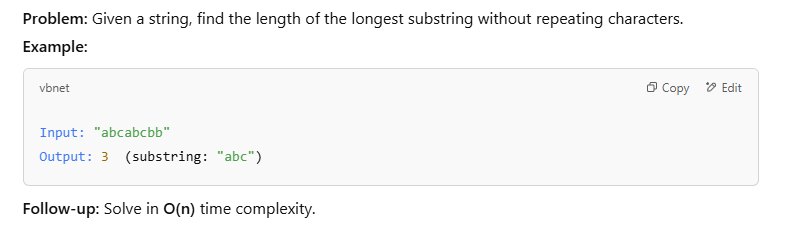 Problem: Given a string, find the length of the longest substring without repeating characters.
Example:
vbnet Copy Edit
Input: "abcabcbb"
Output: 3 (substring: "abc")
Follow-up: Solve in O(n) time complexity.